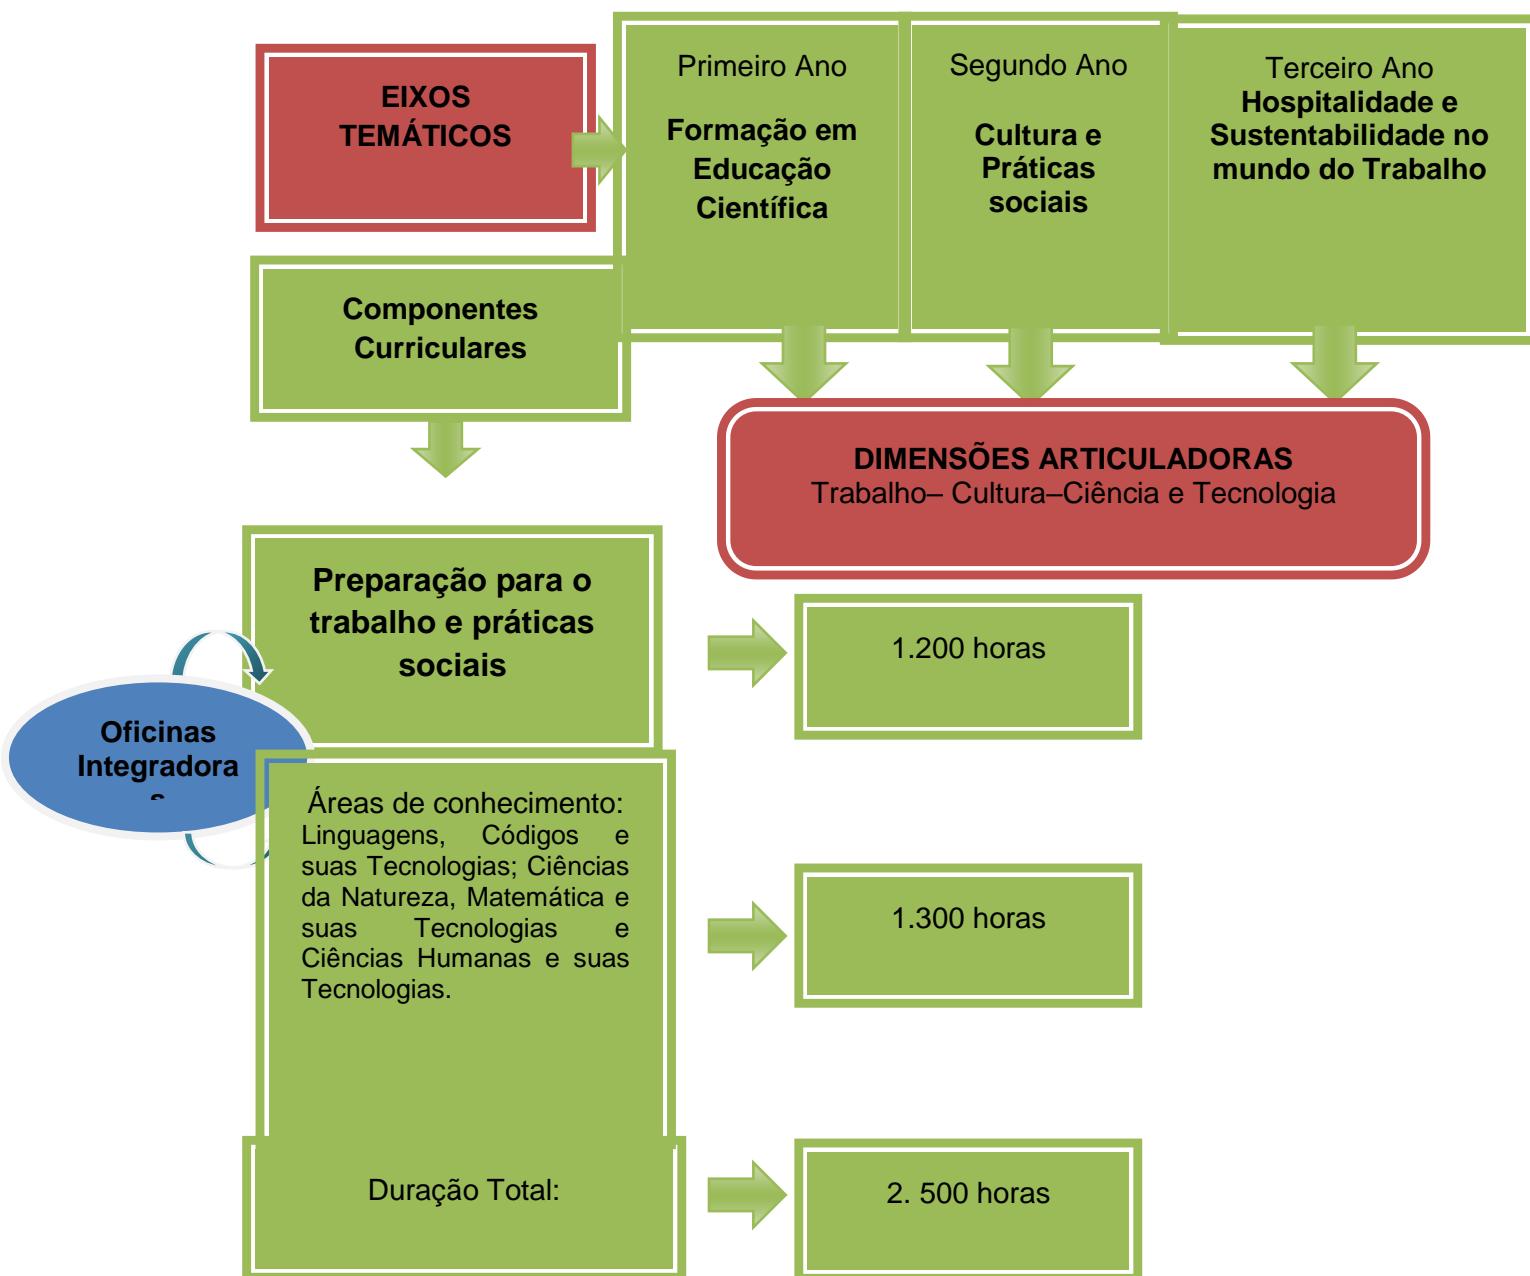 EIXOS
TEMÁTICOS
Primeiro Ano
Formação em
Educação
Científica
Segundo Ano
Cultura e
Práticas
sociais
Terceiro Ano
Hospitalidade e
Sustentabilidade no
mundo do Trabalho
Componentes
Curriculares
DIMENSÕES ARTICULADORAS
Trabalho– Cultura–Ciência e Tecnologia
Preparação para o
trabalho e práticas
sociais
1.200 horas
Oficinas
Integradora
s
Áreas de conhecimento:
Linguagens, Códigos e
suas Tecnologias; Ciências
da Natureza, Matemática e
suas Tecnologias e
Ciências Humanas e suas
Tecnologias.
1.300 horas
Duração Total:
2. 500 horas